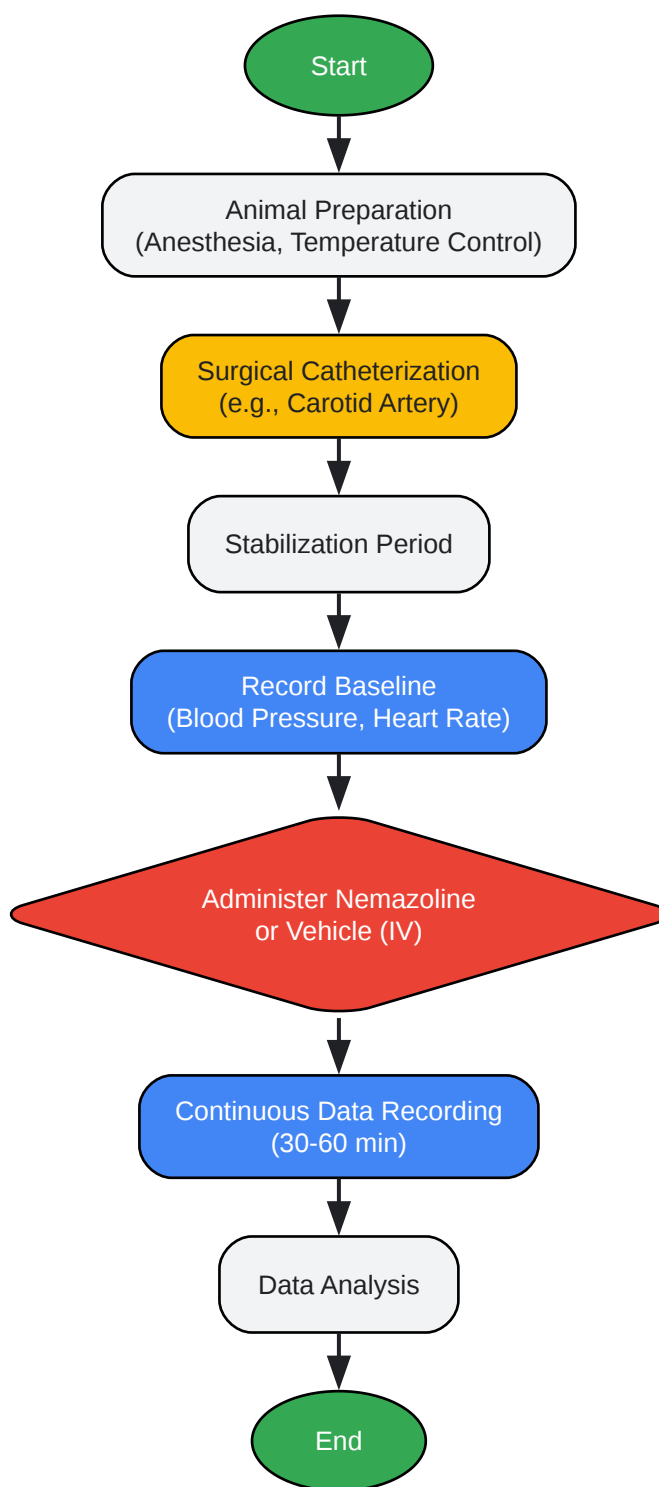 Start
Animal Preparation
(Anesthesia, Temperature Control)
Surgical Catheterization
(e.g., Carotid Artery)
Stabilization Period
Record Baseline
(Blood Pressure, Heart Rate)
Administer Nemazoline
or Vehicle (IV)
Continuous Data Recording
(30-60 min)
Data Analysis
End